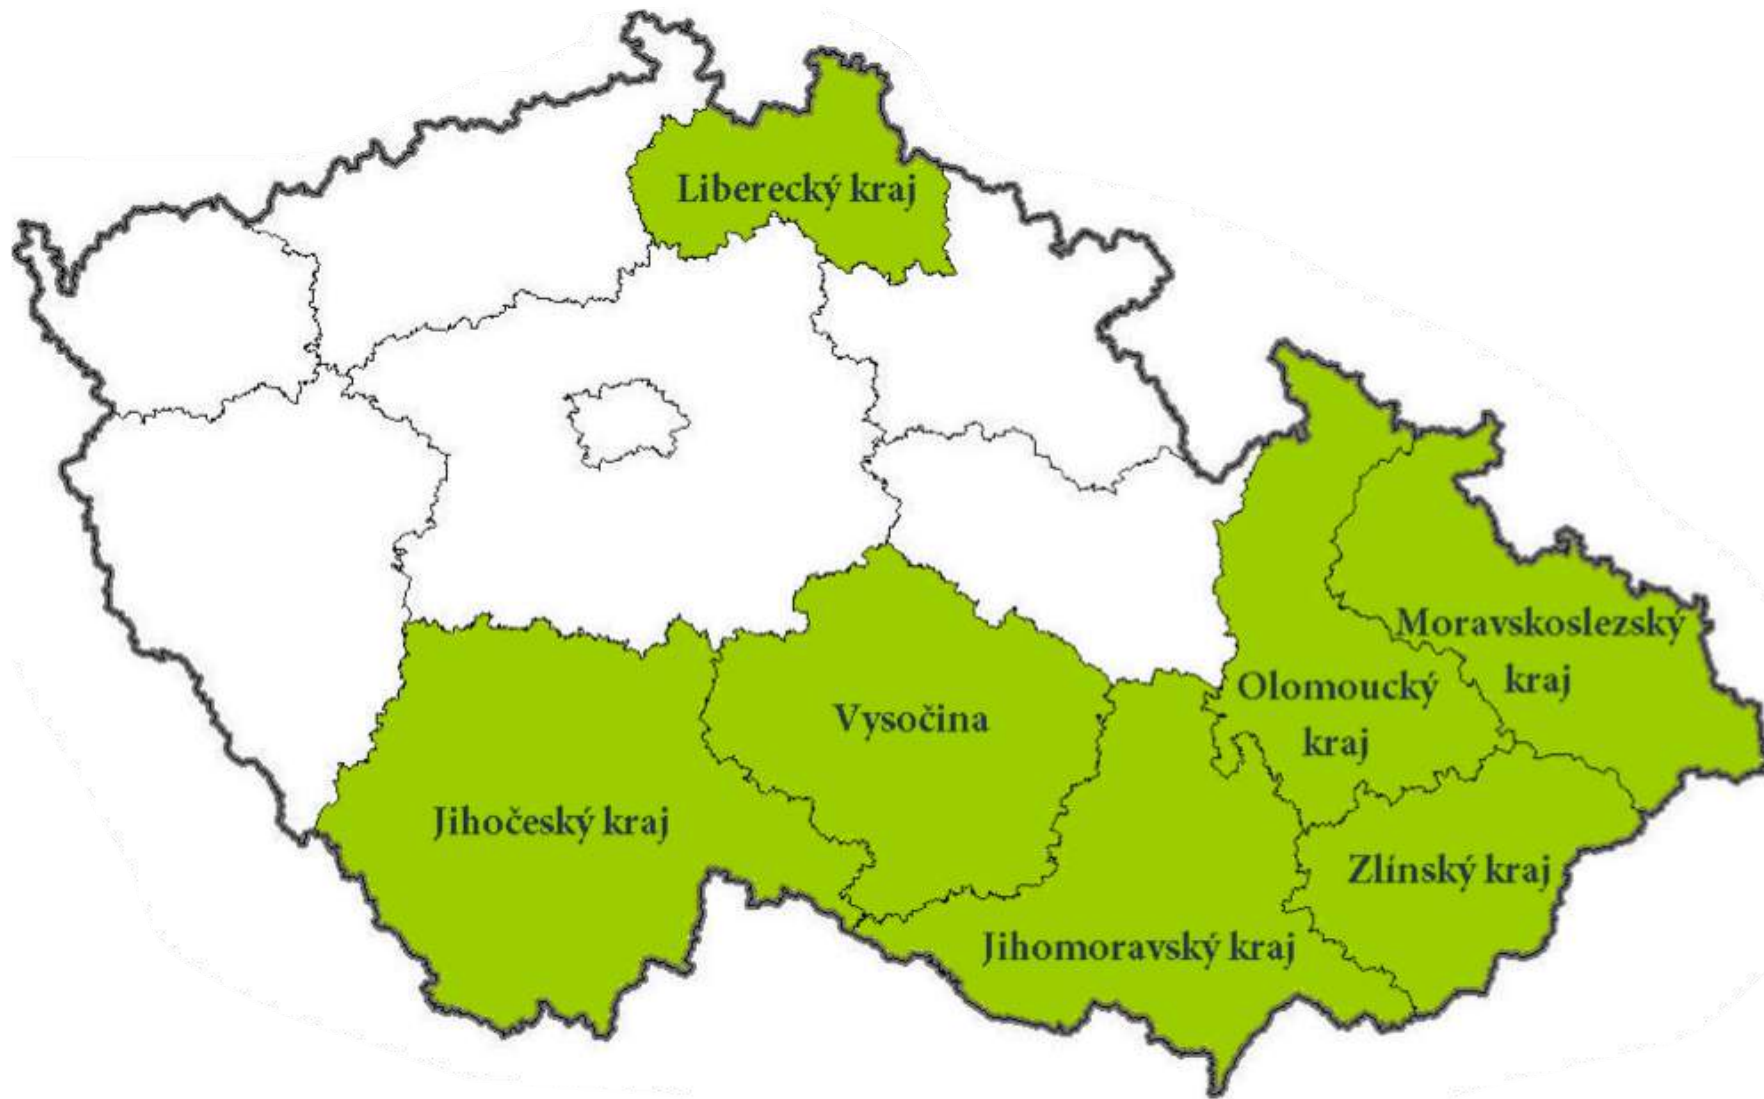 Liberecký kraj
Moravskoslezský
kraj
Olomoucký
kraj
Vysočina
Jihočeský kraj
Zlínský kraj
Jihomoravský kraj